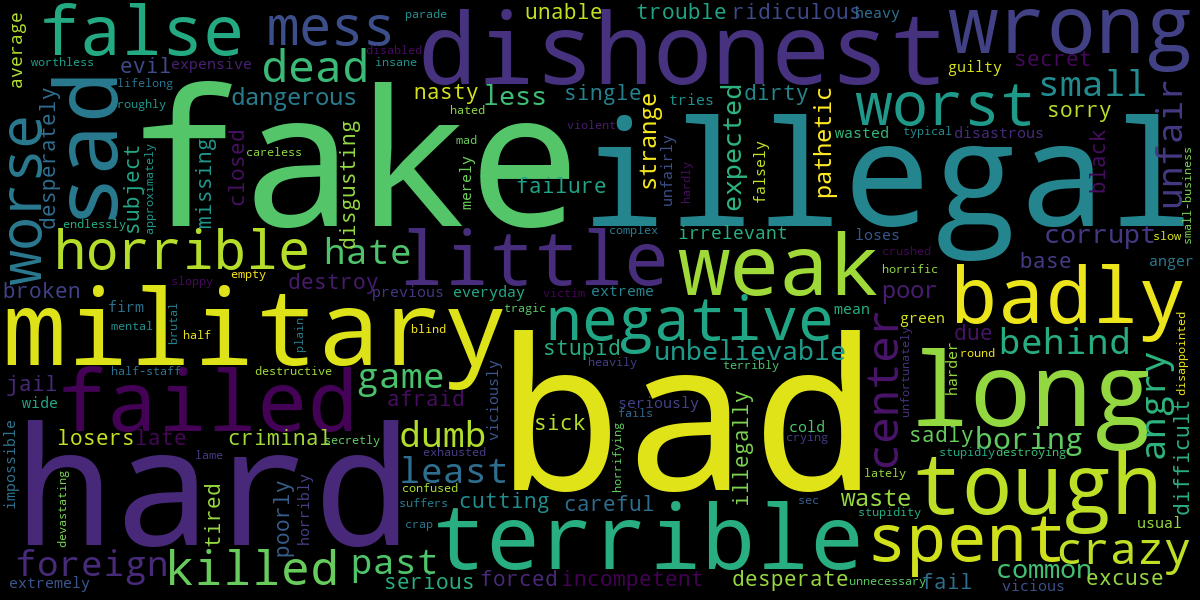 false
mess
parade
unable
trouble
ridiculous
heavy
wrong
average
worthless
evil
expensive
dead
disabled
insane
dishonest
guilty
secret
lifelong
roughly
dangerous
nasty
hated
less
single
tries
dirty
small
sorry
sad
fake
illegal
worst
unfair
worse
desperately
subject
approximately
missing
closed
careless
disgusting
mad
merely
violent
failure
strange
unfairly
hardly
expected
falsely
pathetic
wasted
typical
disastrous
black
small-business
endlessly
horrible
hate
little
complex
irrelevant
weak
loses
corrupt
slow
crushed
horrific
base
anger
broken
sloppy
empty
destroy
previous
everyday
victim
extreme
poor
badly
firm
mental
military
brutal
half
plain
blind
tragic
negative
mean
green
due
behind
round
disappointed
stupid
unbelievable
center
unfortunately
harder
long
angry
half-staff
destructive
game
viciously
heavily
terribly
jail
wide
failed
afraid
bad
seriously
fails
losers
late
criminal
secretly
dumb
sick
horrifying
illegally
cold
crying
sadly
boring
stupidly
destroying
difficult
impossible
hard
lame
exhausted
confused
least
lately
tough
devastating
tired
poorly
horribly
suffers
cutting
careful
sec
waste
stupidity
usual
crap
terrible
spent
crazy
foreign
killed
past
extremely
serious
forced
incompetent
desperate
unnecessary
fail
common
vicious
excuse